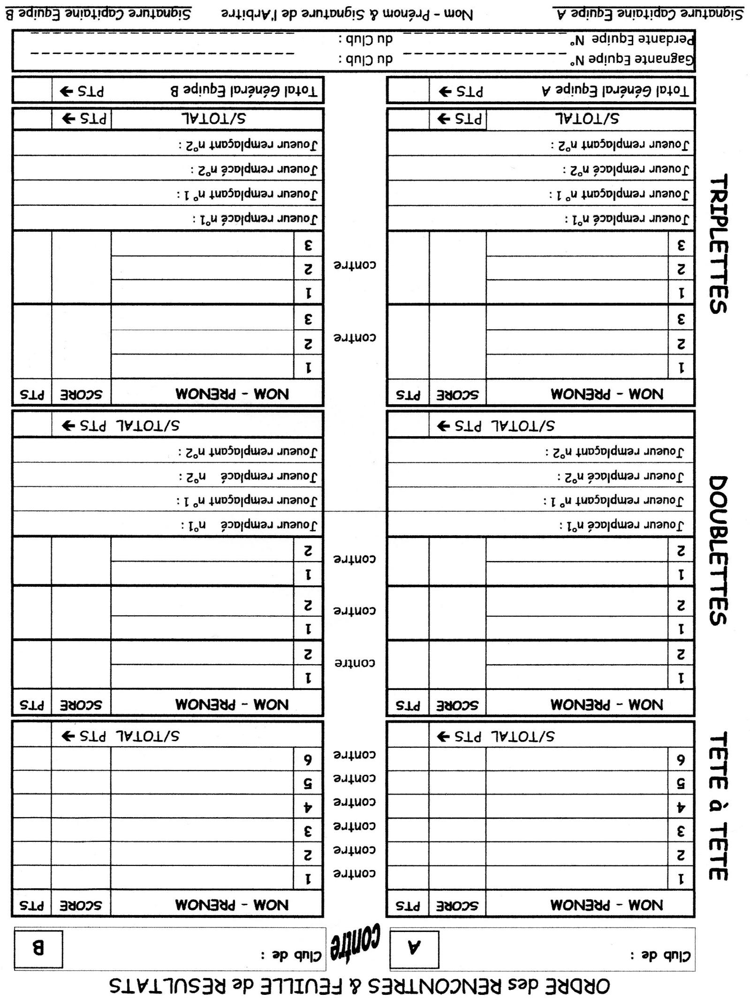 ORDRE des RENCONTRES & FEUILLE de RESULTATS
Club de : A contre Club de : B
TETE à TETE
NOM - PRENOM SCORE PTS NOM - PRENOM SCORE PTS
1 contre 1
2 contre 2
3 contre 3
4 contre 4
5 contre 5
6 contre 6
S/TOTAL PTS → S/TOTAL PTS →
DOUBLETTES
NOM - PRENOM SCORE PTS NOM - PRENOM SCORE PTS
1 1
contre
2 2
1 1
contre
2 2
1 1
contre
2 2
Joueur remplacé n°1 : Joueur remplacé n°1 :
Joueur remplaçant n° 1 : Joueur remplaçant n° 1 :
Joueur remplacé n°2 : Joueur remplacé n°2 :
Joueur remplaçant n°2 : Joueur remplaçant n°2 :
S/TOTAL PTS → S/TOTAL PTS →
TRIPLETTES
NOM - PRENOM SCORE PTS NOM - PRENOM SCORE PTS
1 1
2 contre 2
3 3
1 1
2 contre 2
3 3
Joueur remplacé n°1 : Joueur remplacé n°1 :
Joueur remplaçant n° 1 : Joueur remplaçant n° 1 :
Joueur remplacé n°2 : Joueur remplacé n°2 :
Joueur remplaçant n°2 : Joueur remplaçant n°2 :
S/TOTAL PTS → S/TOTAL PTS →
Total Général Equipe A PTS → Total Général Equipe B PTS →
Gagnante Equipe N° du Club :
Perdante Equipe N° du Club :
Signature Capitaine Equipe A Nom - Prénom & Signature de l'Arbitre Signature Capitaine Equipe B